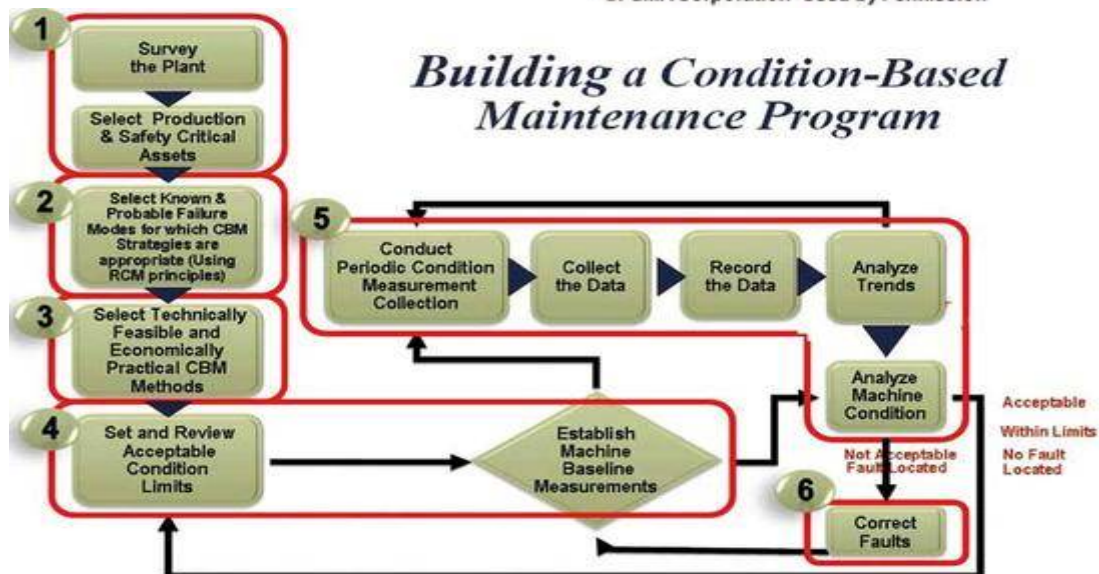 Building a Condition-Based
Maintenance Program
1
Survey
the Plant
Select Production
& Safety Critical
Assets
2
Select Known &
Probable Failure
Modes for which CBM
Strategies are
appropriate (Using
RCM principles)
3
Select Technically
Feasible and
Economically
Practical CBM
Methods
4
Set and Review
Acceptable
Condition
Limits
Establish
Machine
Baseline
Measurements
5
Conduct
Periodic Condition
Measurement
Collection
Collect
the Data
Record
the Data
Analyze
Trends
Analyze
Machine
Condition
Acceptable
Within Limits
No Fault
Located
Not Acceptable
Fault Located
6
Correct
Faults